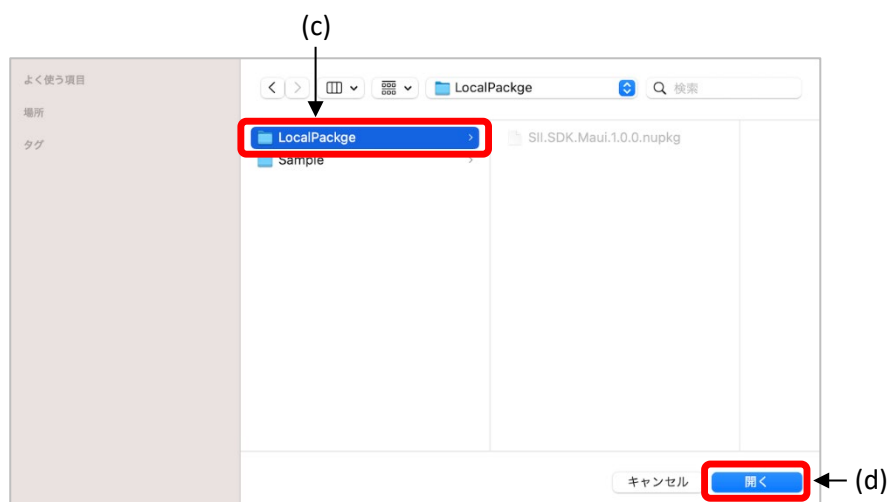 (c)
よく使う項目
場所
タグ
LocalPackge
検索
LocalPackge
Sample
SII.SDK.Maui.1.0.0.nupkg
キャンセル
開く
(d)